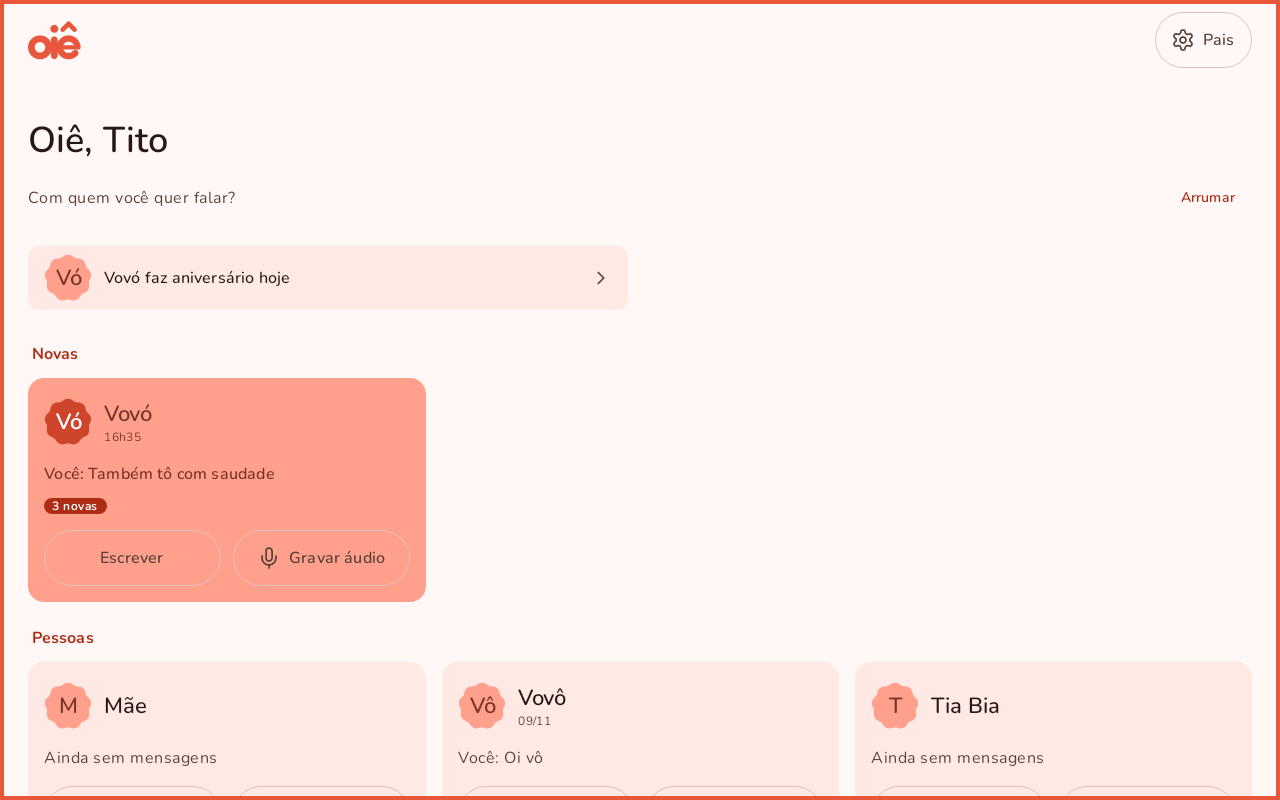 oiê
Pais
Oiê, Tito
Com quem você quer falar?
Arrumar
Vó
Vovó faz aniversário hoje
Novas
Vó
Vovó
16h35
Você: Também tô com saudade
3 novas
Escrever
Gravar áudio
Pessoas
M
Mãe
Ainda sem mensagens
Vô
Vovô
09/11
Você: Oi vô
T
Tia Bia
Ainda sem mensagens